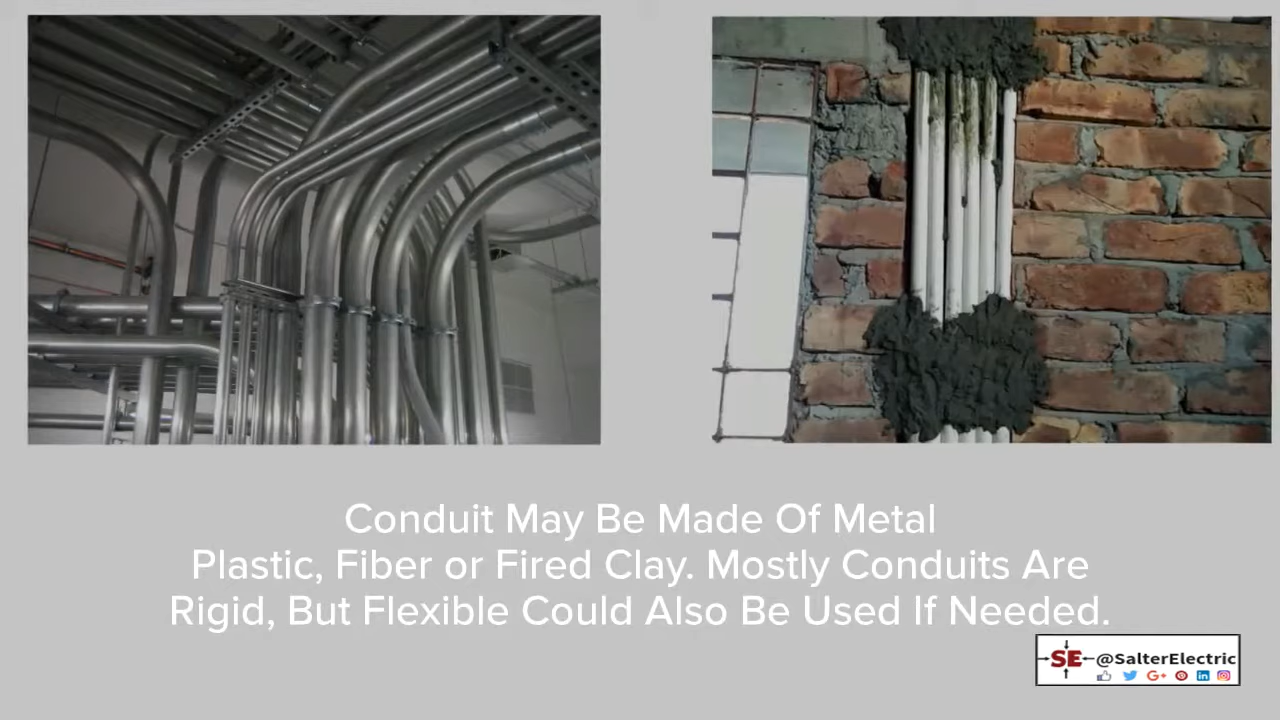 Conduit May Be Made Of Metal
Plastic, Fiber or Fired Clay. Mostly Conduits Are
Rigid, But Flexible Could Also Be Used If Needed.
SE @SalterElectric